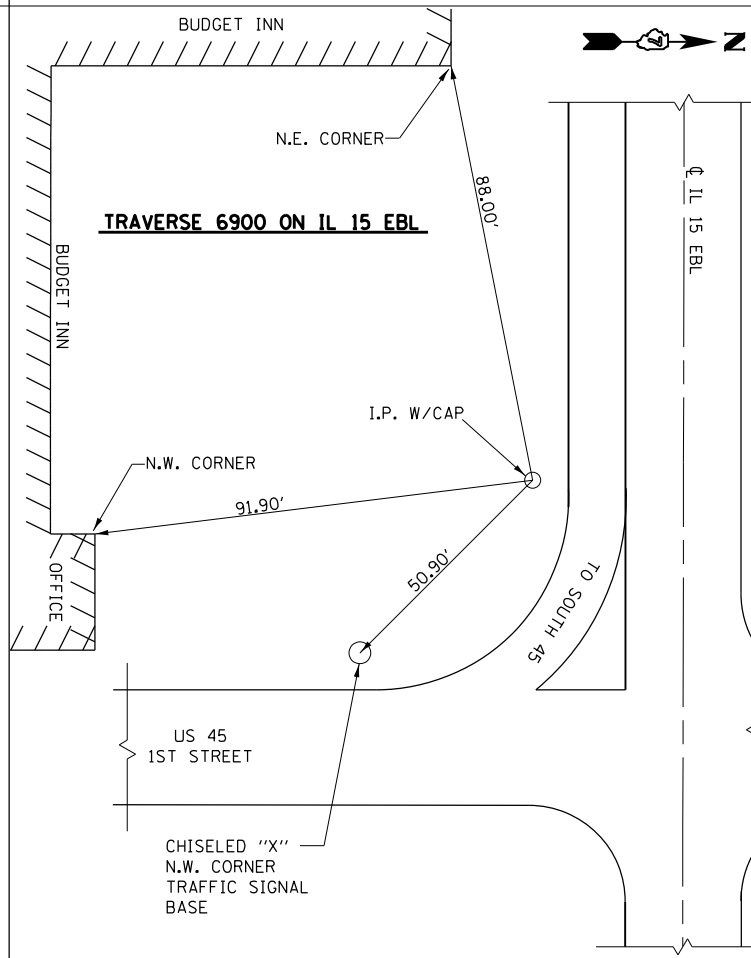 BUDGET INN
N
N.E. CORNER
88.00'
℄ IL 15 EBL
TRAVERSE 6900 ON IL 15 EBL
BUDGET INN
I.P. W/CAP
N.W. CORNER
91.90'
50.90'
OFFICE
TO SOUTH 45
US 45
1ST STREET
CHISELED "X"
N.W. CORNER
TRAFFIC SIGNAL
BASE